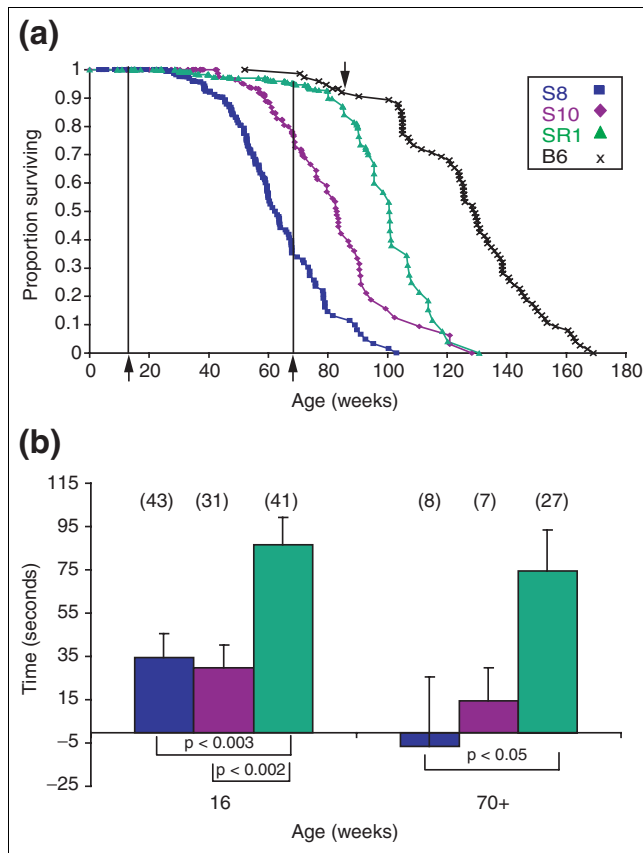 (a)
1
0.9
0.8
0.7
0.6
0.5
0.4
0.3
0.2
0.1
0
Proportion surviving
0 20 40 60 80 100 120 140 160 180
Age (weeks)
S8
S10
SR1
B6
(b)
115
95
75
55
35
15
−5
−25
Time (seconds)
(43) (31) (41) (8) (7) (27)
p < 0.003
p < 0.002
p < 0.05
16 70+
Age (weeks)